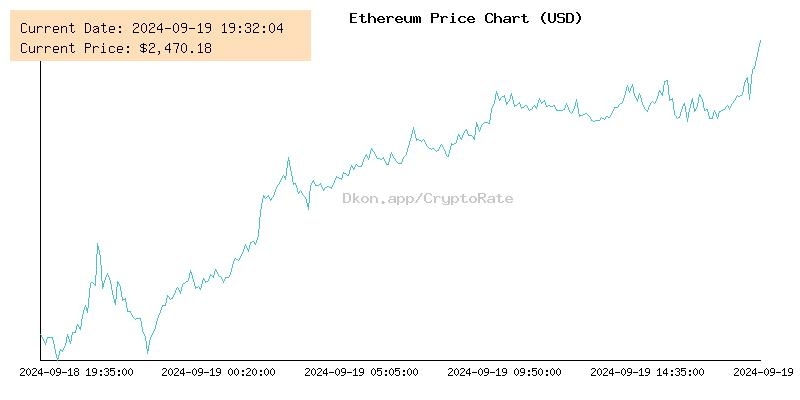 Ethereum Price Chart (USD)
Current Date: 2024-09-19 19:32:04
Current Price: $2,470.18
Dkon.app/CryptoRate
2024-09-18 19:35:00 2024-09-19 00:20:00 2024-09-19 05:05:00 2024-09-19 09:50:00 2024-09-19 14:35:00 2024-09-19